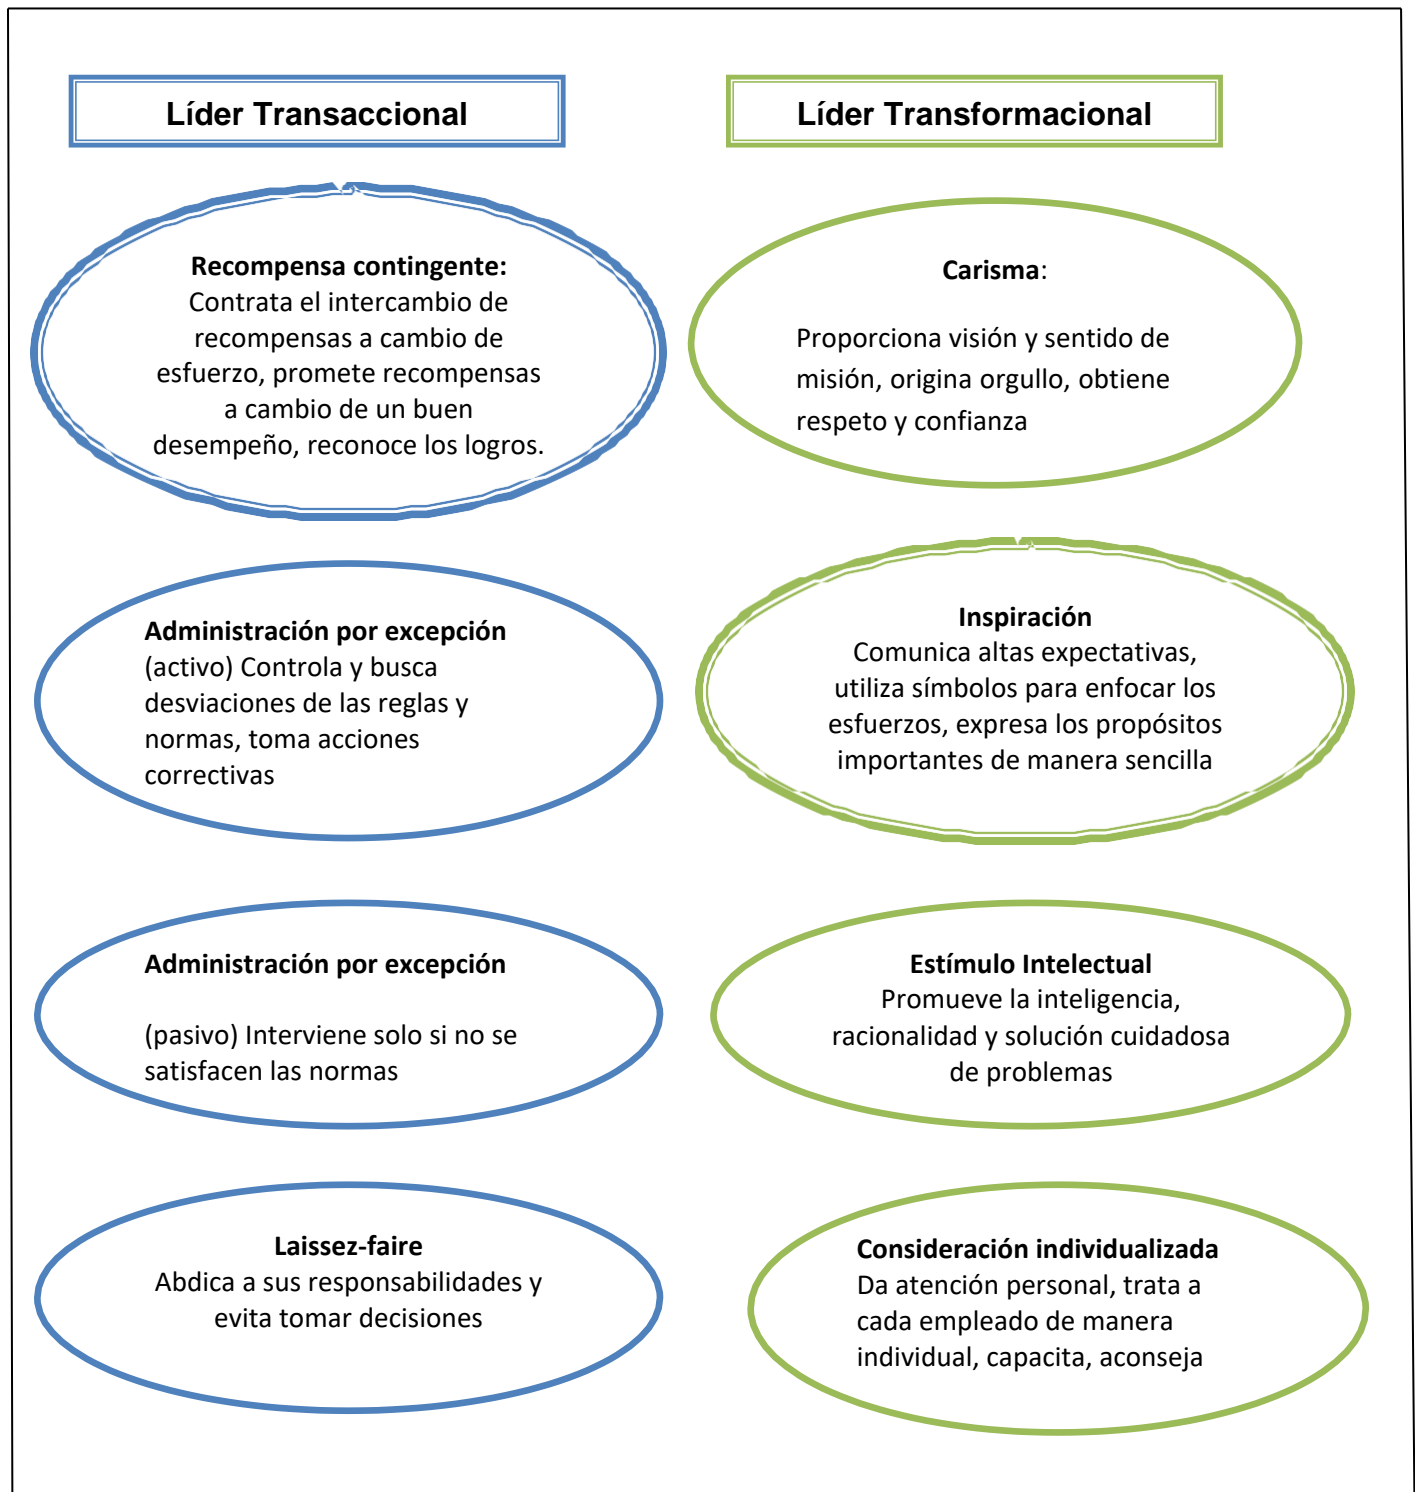 Líder Transaccional
Recompensa contingente:
Contrata el intercambio de
recompensas a cambio de
esfuerzo, promete recompensas
a cambio de un buen
desempeño, reconoce los logros.
Administración por excepción
(activo) Controla y busca
desviaciones de las reglas y
normas, toma acciones
correctivas
Administración por excepción
(pasivo) Interviene solo si no se
satisfacen las normas
Laissez-faire
Abdica a sus responsabilidades y
evita tomar decisiones
Líder Transformacional
Carisma:
Proporciona visión y sentido de
misión, origina orgullo, obtiene
respeto y confianza
Inspiración
Comunica altas expectativas,
utiliza símbolos para enfocar los
esfuerzos, expresa los propósitos
importantes de manera sencilla
Estímulo Intelectual
Promueve la inteligencia,
racionalidad y solución cuidadosa
de problemas
Consideración individualizada
Da atención personal, trata a
cada empleado de manera
individual, capacita, aconseja